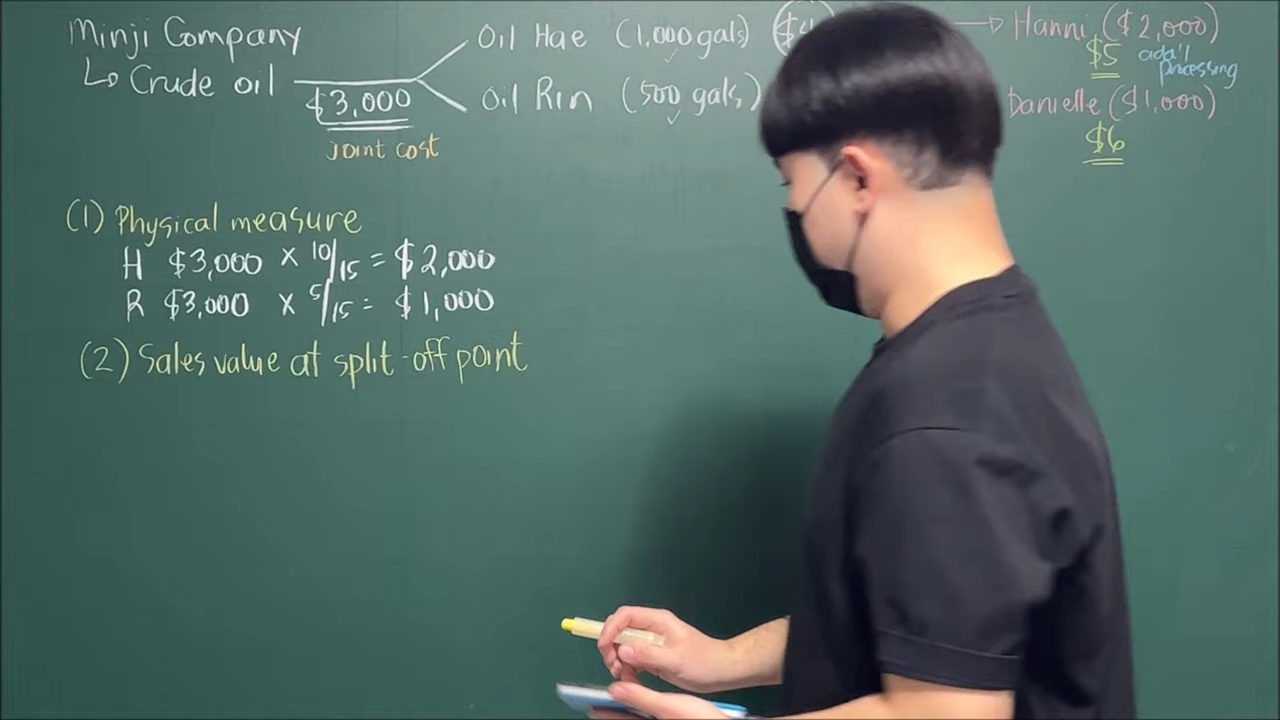 Minji Company
↳ Crude oil
$3,000
joint cost
Oil Hae (1,000 gals) $4
Oil Rin (500 gals)
→ Hanni ($2,000)
$5 add'l processing
Danielle ($1,000)
$6
(1) Physical measure
H $3,000 x 10/15 = $2,000
R $3,000 x 5/15 = $1,000
(2) Sales value at split-off point